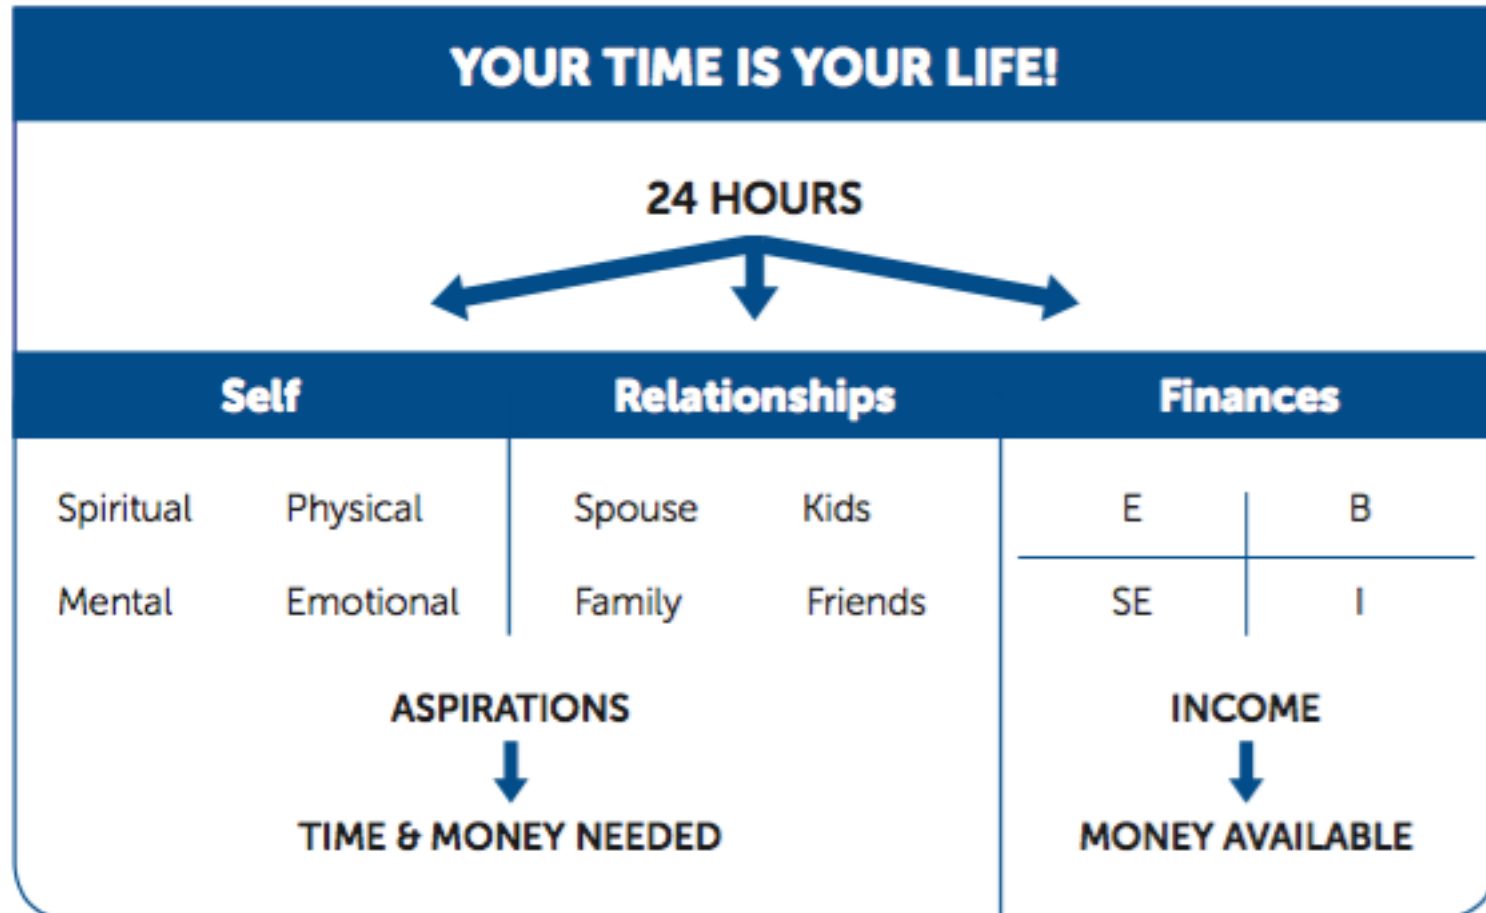 YOUR TIME IS YOUR LIFE!
24 HOURS
Self Relationships Finances
Spiritual Physical Spouse Kids E B
Mental Emotional Family Friends SE I
ASPIRATIONS INCOME
TIME & MONEY NEEDED MONEY AVAILABLE